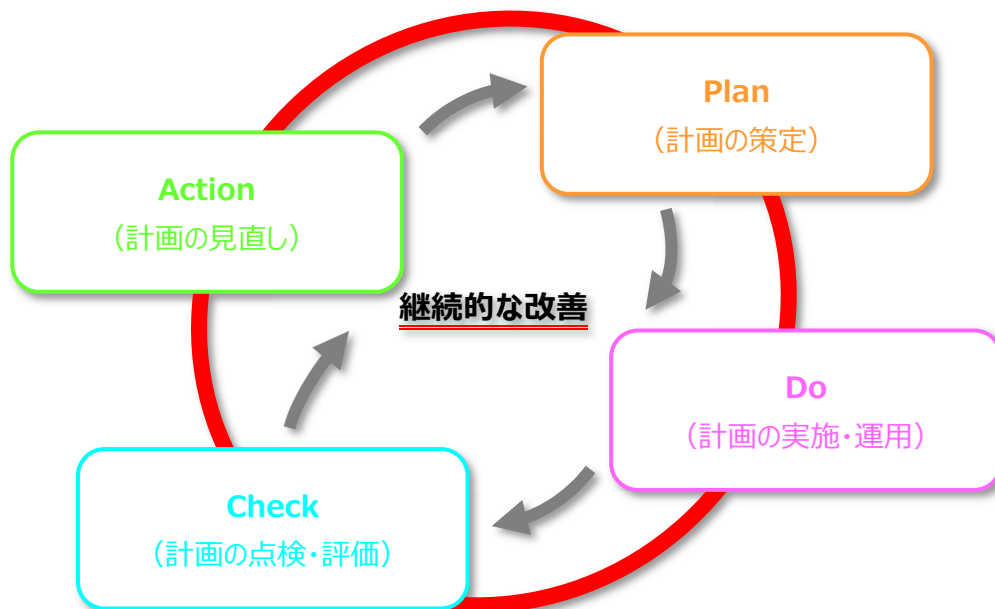 Plan
（計画の策定）
Action
（計画の見直し）
継続的な改善
Do
（計画の実施・運用）
Check
（計画の点検・評価）